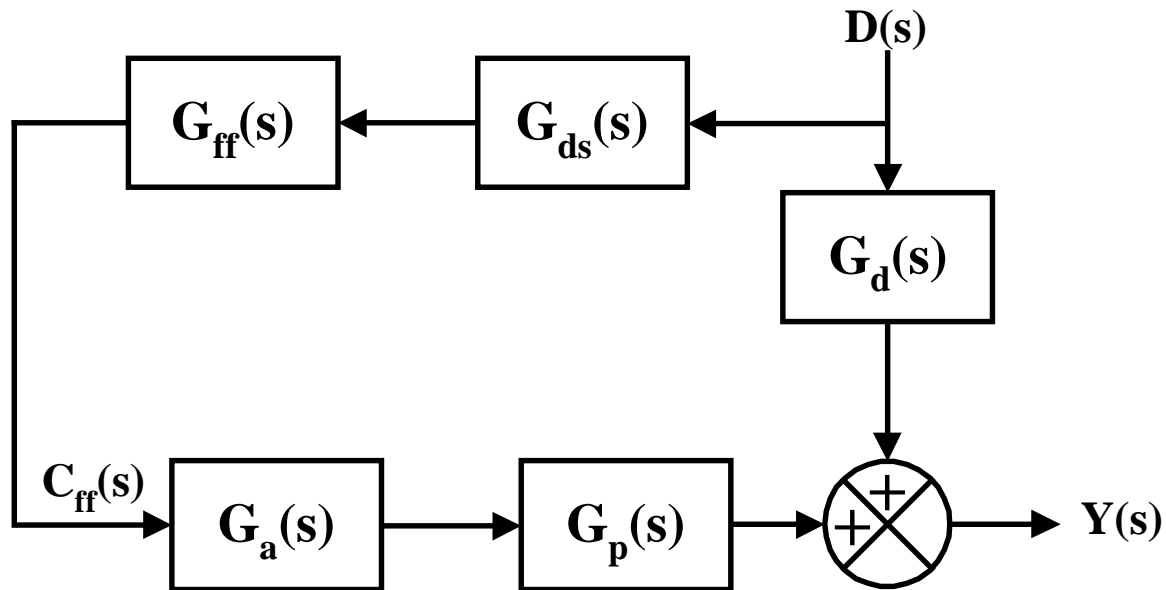 D(s)
G_ff(s)
G_ds(s)
G_d(s)
C_ff(s)
G_a(s)
G_p(s)
+
+
Y(s)